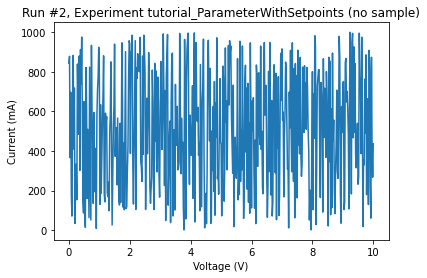 Run #2, Experiment tutorial_ParameterWithSetpoints (no sample)
1000
800
600
400
200
0
Current (mA)
0 2 4 6 8 10
Voltage (V)